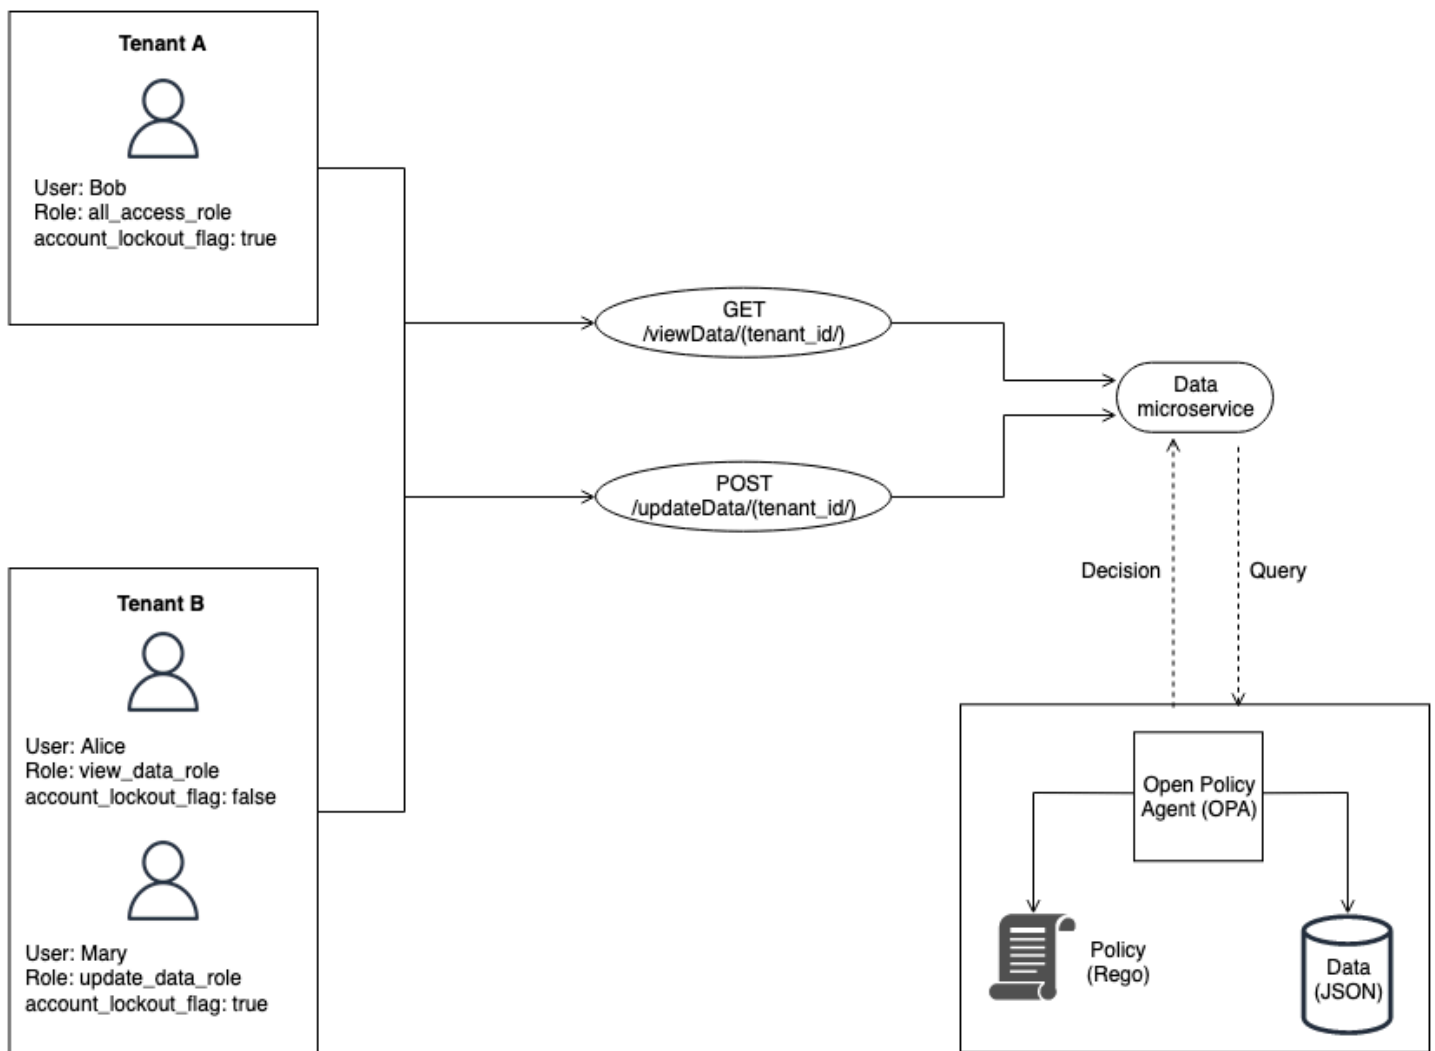 Tenant A
User: Bob
Role: all_access_role
account_lockout_flag: true
GET
/viewData/(tenant_id/)
Data
microservice
POST
/updateData/(tenant_id/)
Decision
Query
Tenant B
User: Alice
Role: view_data_role
account_lockout_flag: false
User: Mary
Role: update_data_role
account_lockout_flag: true
Open Policy
Agent (OPA)
Policy
(Rego)
Data
(JSON)